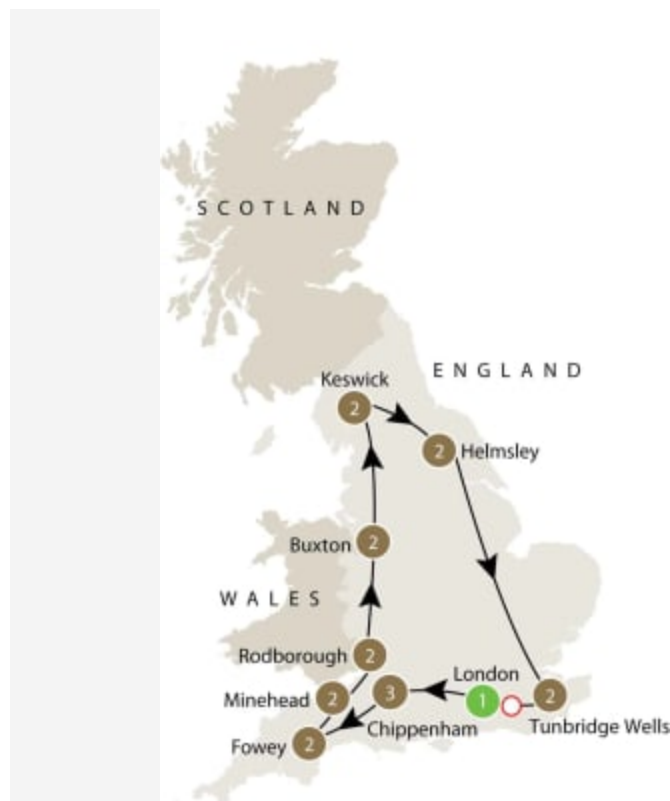 SCOTLAND
ENGLAND
Keswick
2
2 Helmsley
Buxton 2
WALES
Rodborough 2
London
Minehead 2
3
1
2
Chippenham
Tunbridge Wells
Fowey 2